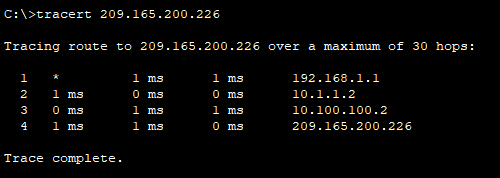 C:\>tracert 209.165.200.226
Tracing route to 209.165.200.226 over a maximum of 30 hops:
1 * 1 ms 1 ms 192.168.1.1
2 1 ms 0 ms 0 ms 10.1.1.2
3 0 ms 1 ms 1 ms 10.100.100.2
4 1 ms 1 ms 0 ms 209.165.200.226
Trace complete.